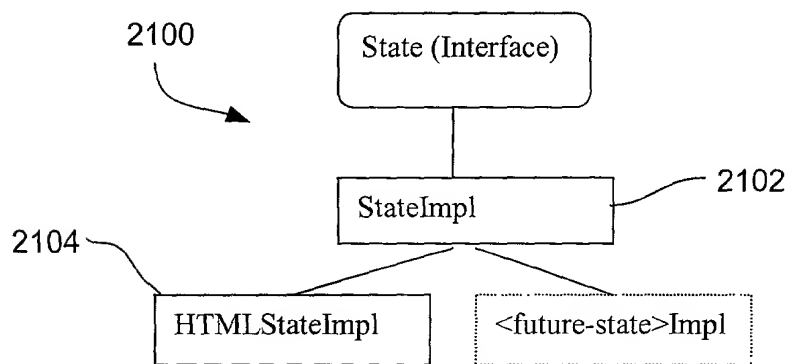 2100
State (Interface)
StateImpl
2102
2104
HTMLStateImpl
<future-state>Impl